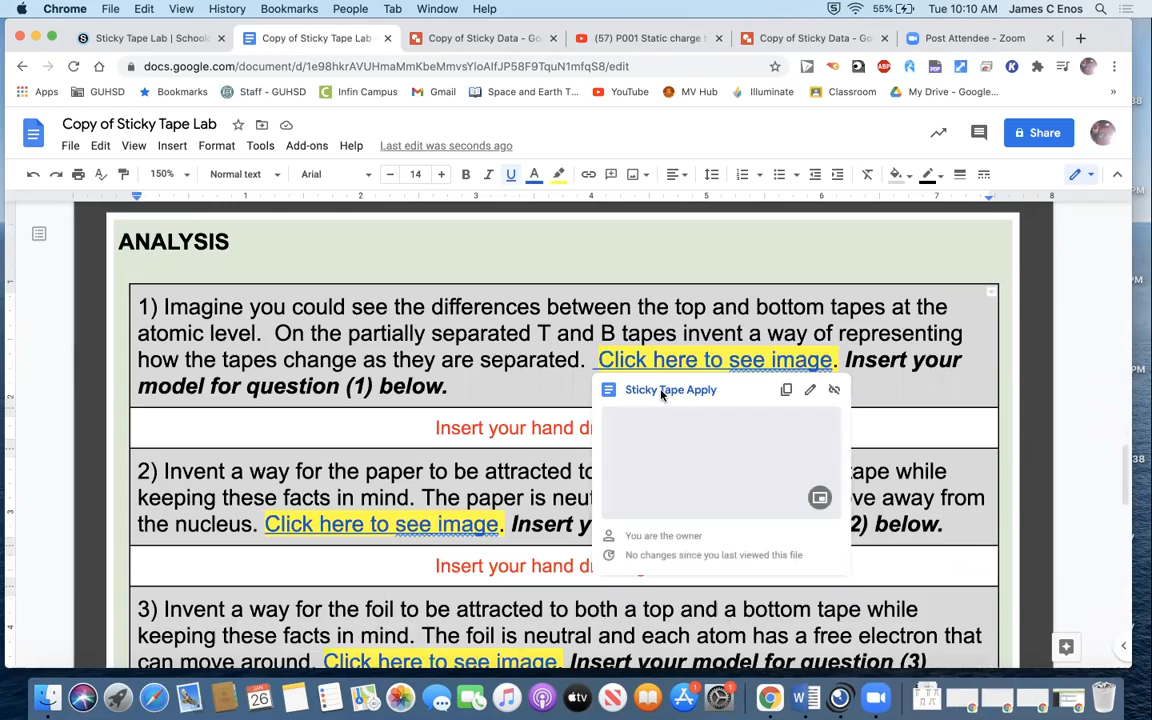 Chrome File Edit View History Bookmarks People Tab Window Help 55% Tue 10:10 AM James C Enos
Sticky Tape Lab | Schoo Copy of Sticky Tape Lab Copy of Sticky Data - Go (57) P001 Static charge t Copy of Sticky Data - Go Post Attendee - Zoom
docs.google.com/document/d/1e98hkrAVUHmaMmKbeMmvsYloAlfJP58F9TquN1mfqS8/edit
Apps GUHSD Bookmarks Staff - GUHSD Infin Campus Gmail Space and Earth T... YouTube MV Hub Illuminate Classroom My Drive - Google... »
Copy of Sticky Tape Lab
File Edit View Insert Format Tools Add-ons Help Last edit was seconds ago
Share
150% Normal text Arial - 14 + B I U A
1 2 3 4 5 6 7 8
ANALYSIS
1) Imagine you could see the differences between the top and bottom tapes at the
atomic level. On the partially separated T and B tapes invent a way of representing
how the tapes change as they are separated. Click here to see image. Insert your
model for question (1) below.
Sticky Tape Apply
Insert your hand dr
2) Invent a way for the paper to be attracted to tape while
keeping these facts in mind. The paper is neut ve away from
the nucleus. Click here to see image. Insert y 2) below.
You are the owner
No changes since you last viewed this file
Insert your hand dr
3) Invent a way for the foil to be attracted to both a top and a bottom tape while
keeping these facts in mind. The foil is neutral and each atom has a free electron that
can move around. Click here to see image. Insert your model for question (3)